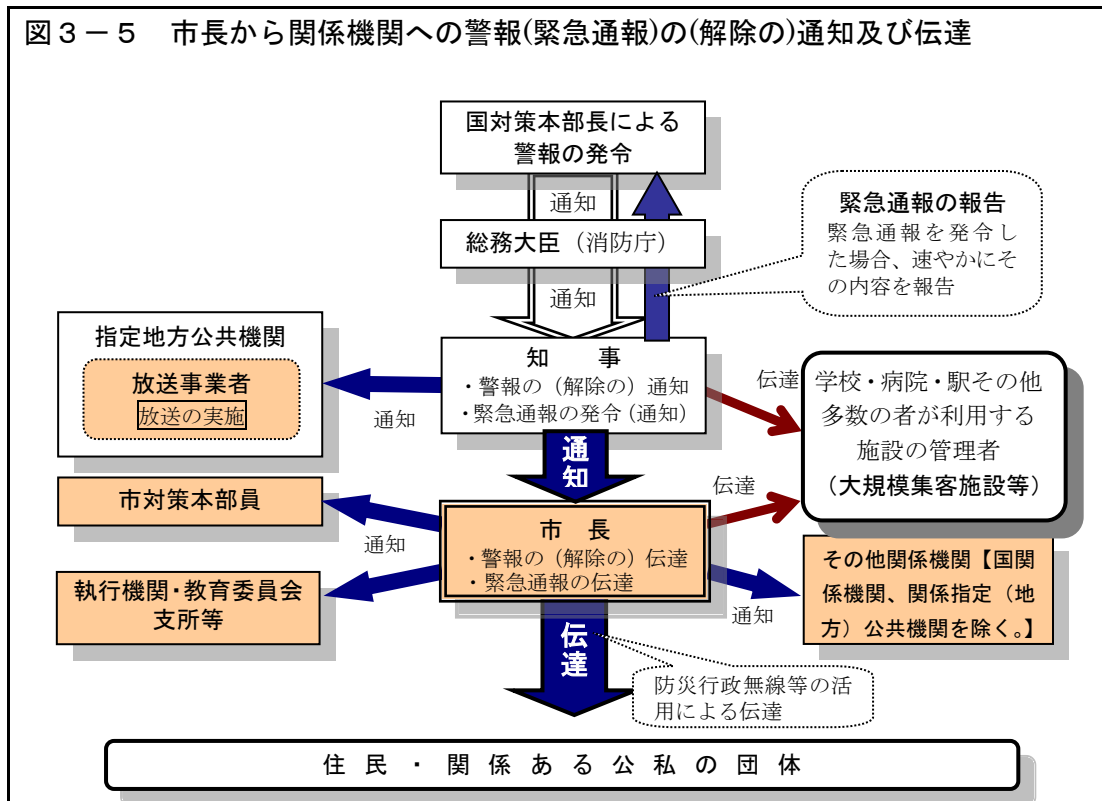 図3－5 市長から関係機関への警報(緊急通報)の(解除の)通知及び伝達
国対策本部長による
警報の発令
通知
総務大臣（消防庁）
通知
緊急通報の報告
緊急通報を発令し
た場合、速やかにそ
の内容を報告
指定地方公共機関
放送事業者
放送の実施
通知
知　事
・警報の（解除の）通知
・緊急通報の発令（通知）
伝達
学校・病院・駅その他
多数の者が利用する
施設の管理者
（大規模集客施設等）
通知
市対策本部員
通知
執行機関・教育委員会
支所等
市 長
・警報の（解除の）伝達
・緊急通報の伝達
伝達
通知
その他関係機関【国関
係機関、関係指定（地
方）公共機関を除く。】
伝達
防災行政無線等の活
用による伝達
住 民 ・ 関 係 あ る 公 私 の 団 体